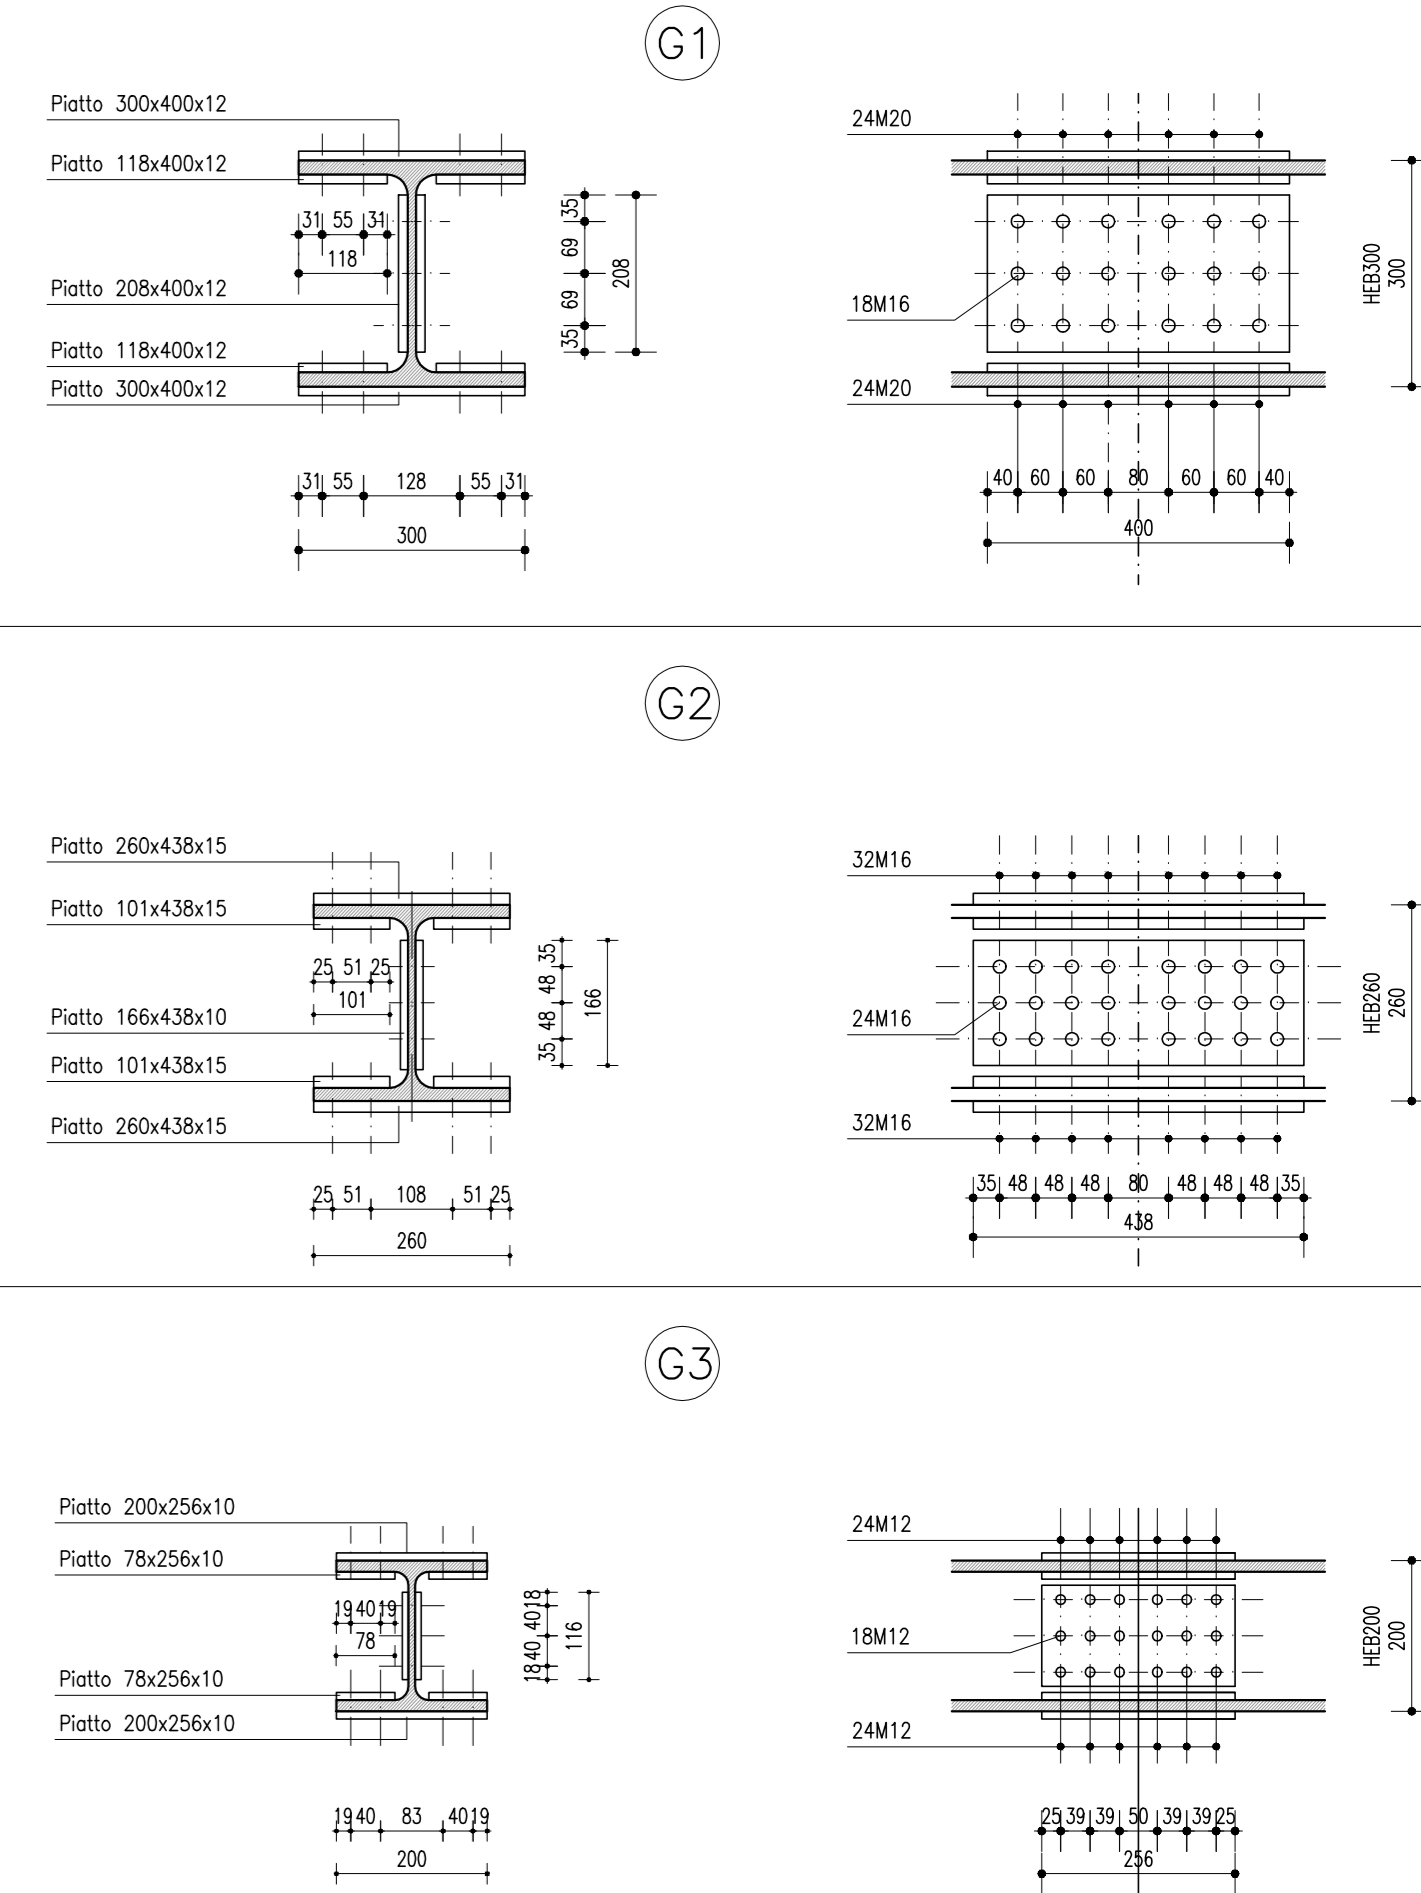 G1
Piatto 300x400x12
Piatto 118x400x12
31 55 31
118
Piatto 208x400x12
Piatto 118x400x12
Piatto 300x400x12
35
69
69
35
208
31 55 128 55 31
300
24M20
18M16
24M20
HEB300
300
40 60 60 80 60 60 40
400
G2
Piatto 260x438x15
Piatto 101x438x15
25 51 25
101
Piatto 166x438x10
Piatto 101x438x15
Piatto 260x438x15
35
48
48
35
166
25 51 108 51 25
260
32M16
24M16
32M16
HEB260
260
35 48 48 48 80 48 48 48 35
438
G3
Piatto 200x256x10
Piatto 78x256x10
19 40 19
78
Piatto 78x256x10
Piatto 200x256x10
18
40
40
18
116
19 40 83 40 19
200
24M12
18M12
24M12
HEB200
200
25 39 39 50 39 39 25
256